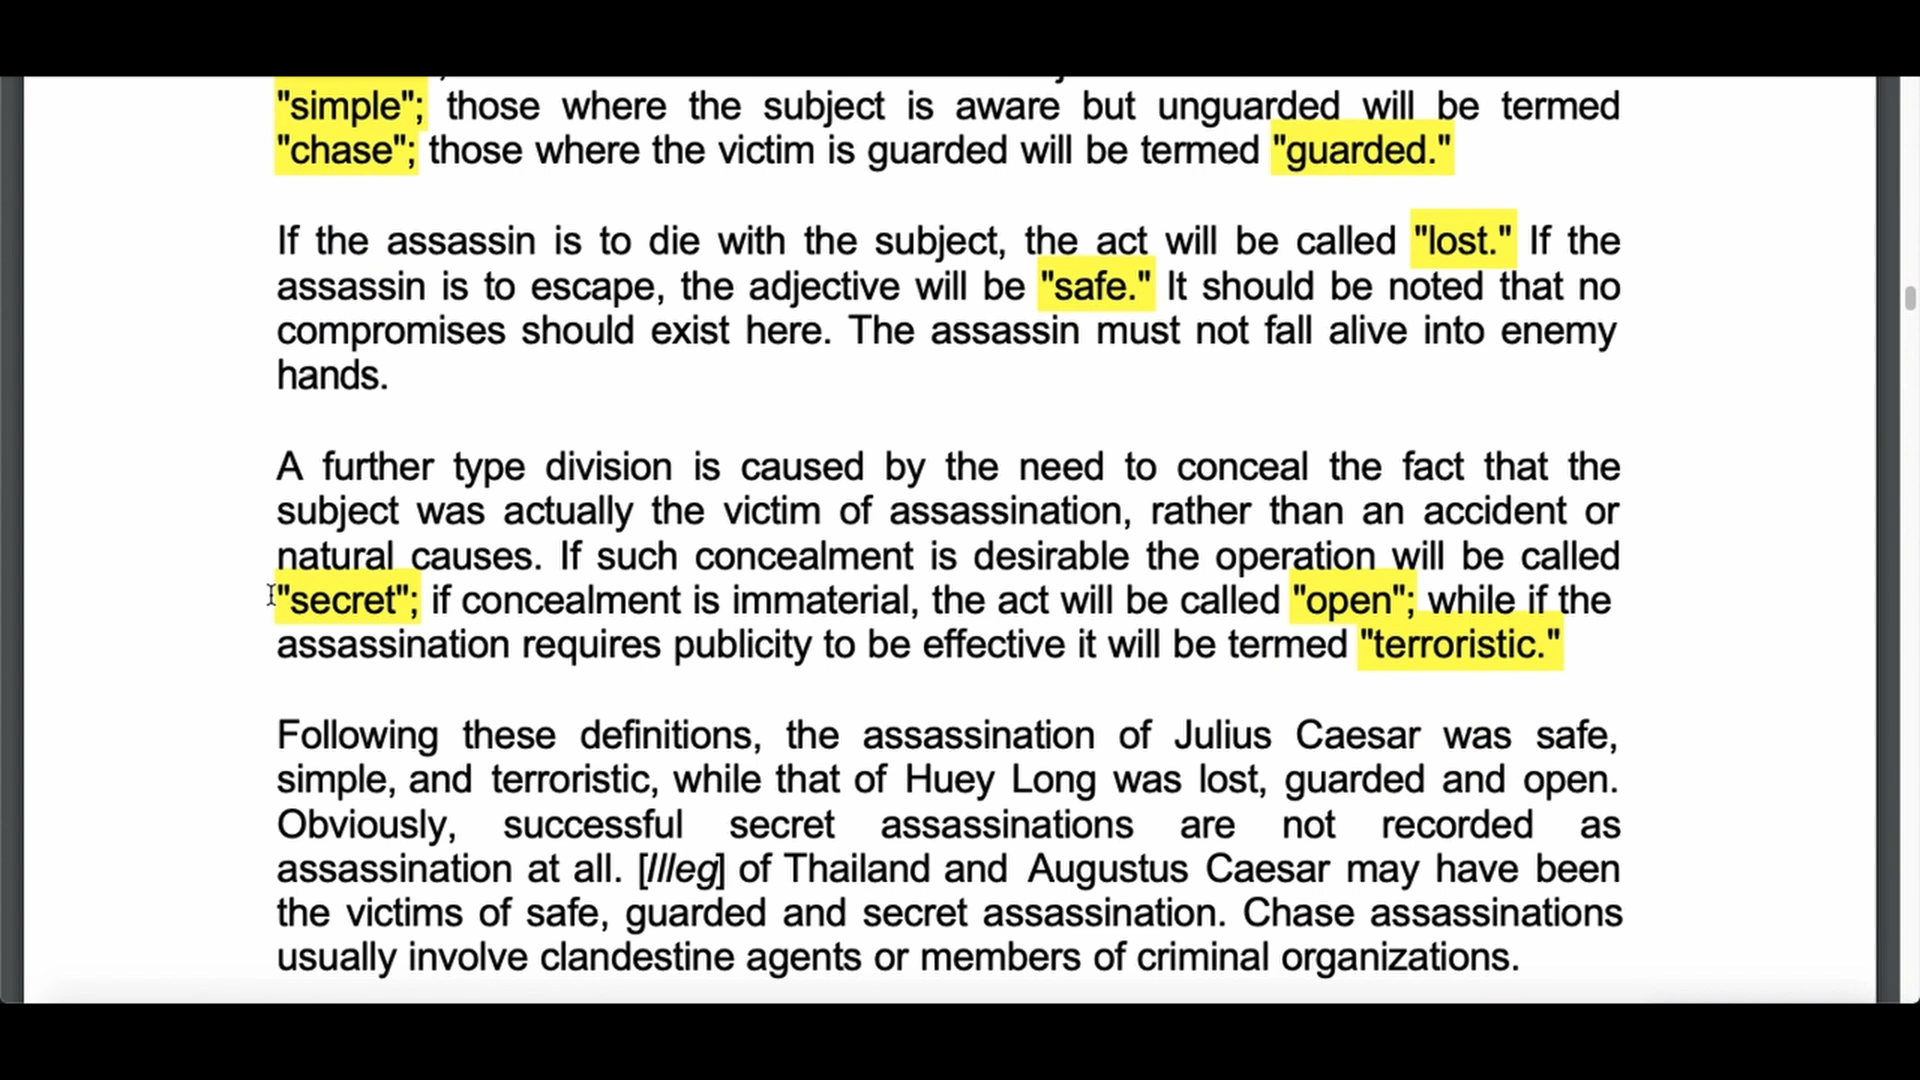 "simple"; those where the subject is aware but unguarded will be termed
"chase"; those where the victim is guarded will be termed "guarded."
If the assassin is to die with the subject, the act will be called "lost." If the
assassin is to escape, the adjective will be "safe." It should be noted that no
compromises should exist here. The assassin must not fall alive into enemy
hands.
A further type division is caused by the need to conceal the fact that the
subject was actually the victim of assassination, rather than an accident or
natural causes. If such concealment is desirable the operation will be called
"secret"; if concealment is immaterial, the act will be called "open"; while if the
assassination requires publicity to be effective it will be termed "terroristic."
Following these definitions, the assassination of Julius Caesar was safe,
simple, and terroristic, while that of Huey Long was lost, guarded and open.
Obviously, successful secret assassinations are not recorded as
assassination at all. [Illeg] of Thailand and Augustus Caesar may have been
the victims of safe, guarded and secret assassination. Chase assassinations
usually involve clandestine agents or members of criminal organizations.